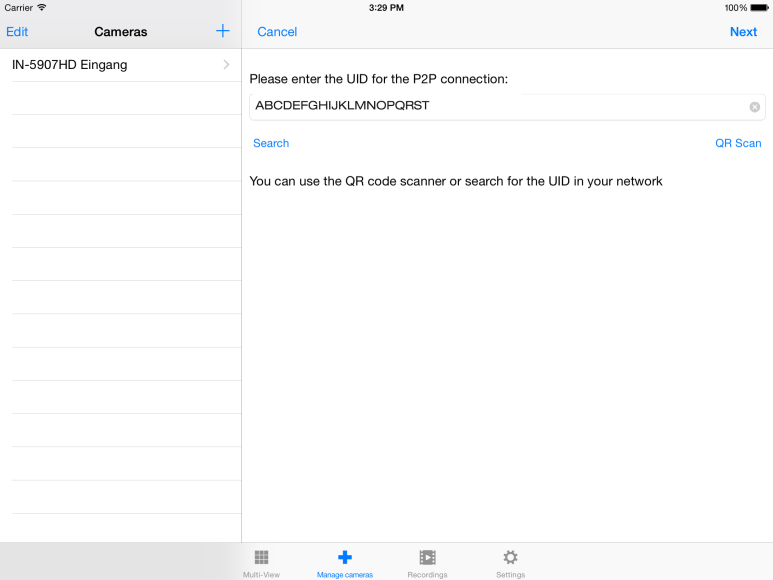 Carrier 3:29 PM 100%
Edit Cameras + Cancel Next
IN-5907HD Eingang
Please enter the UID for the P2P connection:
ABCDEFGHIJKLMNOPQRST
Search QR Scan
You can use the QR code scanner or search for the UID in your network
Multi-View Manage cameras Recordings Settings